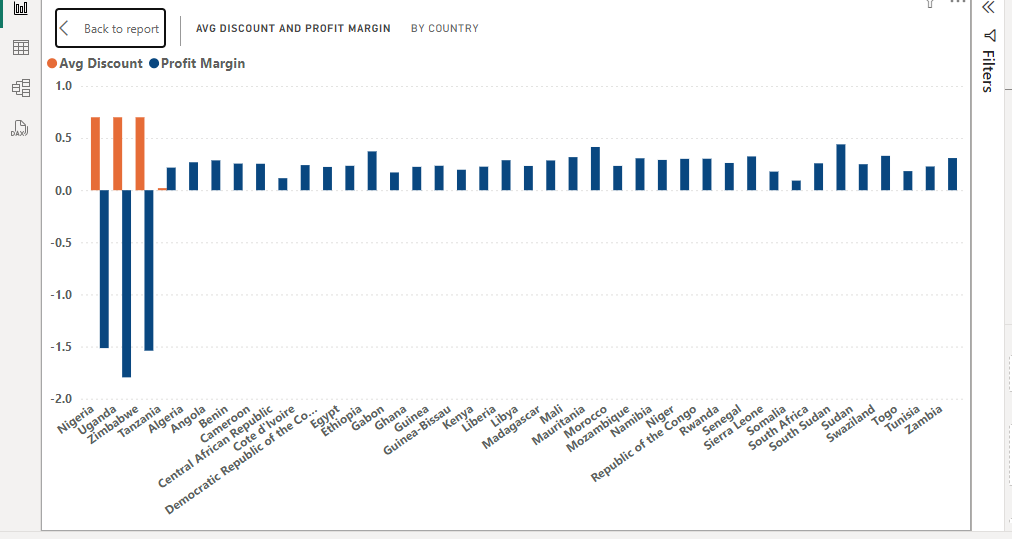 Back to report
AVG DISCOUNT AND PROFIT MARGIN
BY COUNTRY
Avg Discount
Profit Margin
1.0
0.5
0.0
-0.5
-1.0
-1.5
-2.0
Nigeria
Uganda
Zimbabwe
Tanzania
Algeria
Angola
Benin
Cameroon
Central African Republic
Cote d'Ivoire
Democratic Republic of the Co...
Egypt
Ethiopia
Gabon
Ghana
Guinea
Guinea-Bissau
Kenya
Liberia
Libya
Madagascar
Mali
Mauritania
Morocco
Mozambique
Namibia
Niger
Republic of the Congo
Rwanda
Senegal
Sierra Leone
Somalia
South Africa
South Sudan
Sudan
Swaziland
Togo
Tunisia
Zambia
Filters
DAX